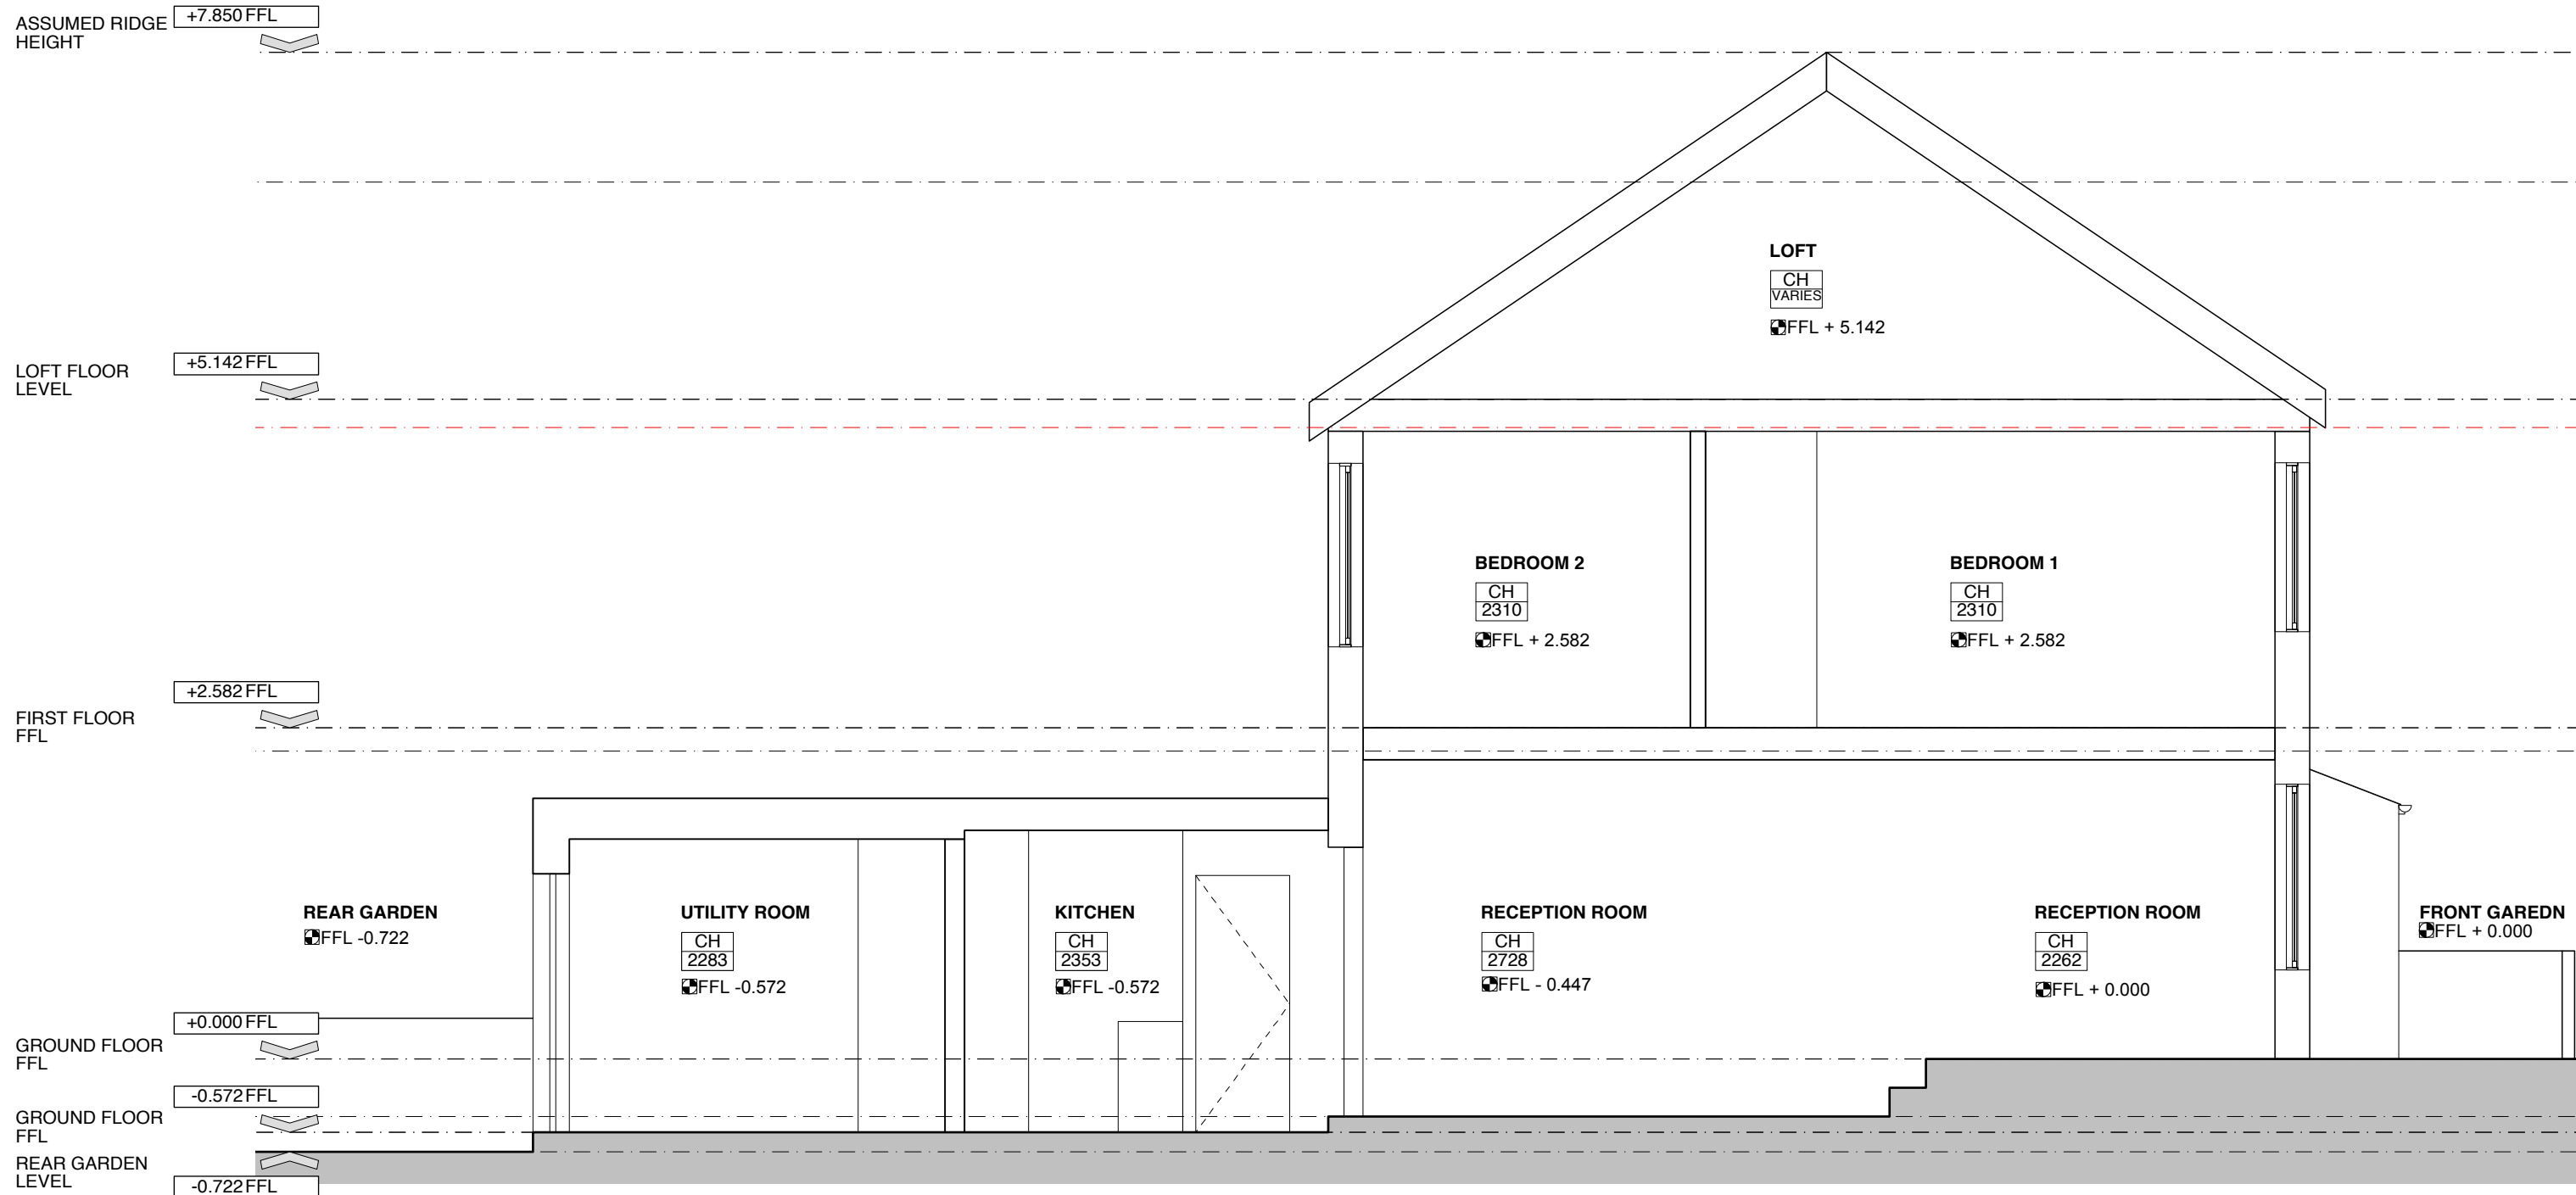 ASSUMED RIDGE
HEIGHT
+7.850 FFL
LOFT
CH
VARIES
FFL + 5.142
LOFT FLOOR
LEVEL
+5.142 FFL
BEDROOM 2
CH
2310
FFL + 2.582
BEDROOM 1
CH
2310
FFL + 2.582
FIRST FLOOR
FFL
+2.582 FFL
REAR GARDEN
FFL -0.722
UTILITY ROOM
CH
2283
FFL -0.572
KITCHEN
CH
2353
FFL -0.572
RECEPTION ROOM
CH
2728
FFL - 0.447
RECEPTION ROOM
CH
2262
FFL + 0.000
FRONT GAREDN
FFL + 0.000
+0.000 FFL
GROUND FLOOR
FFL
-0.572 FFL
GROUND FLOOR
FFL
REAR GARDEN
LEVEL
-0.722 FFL